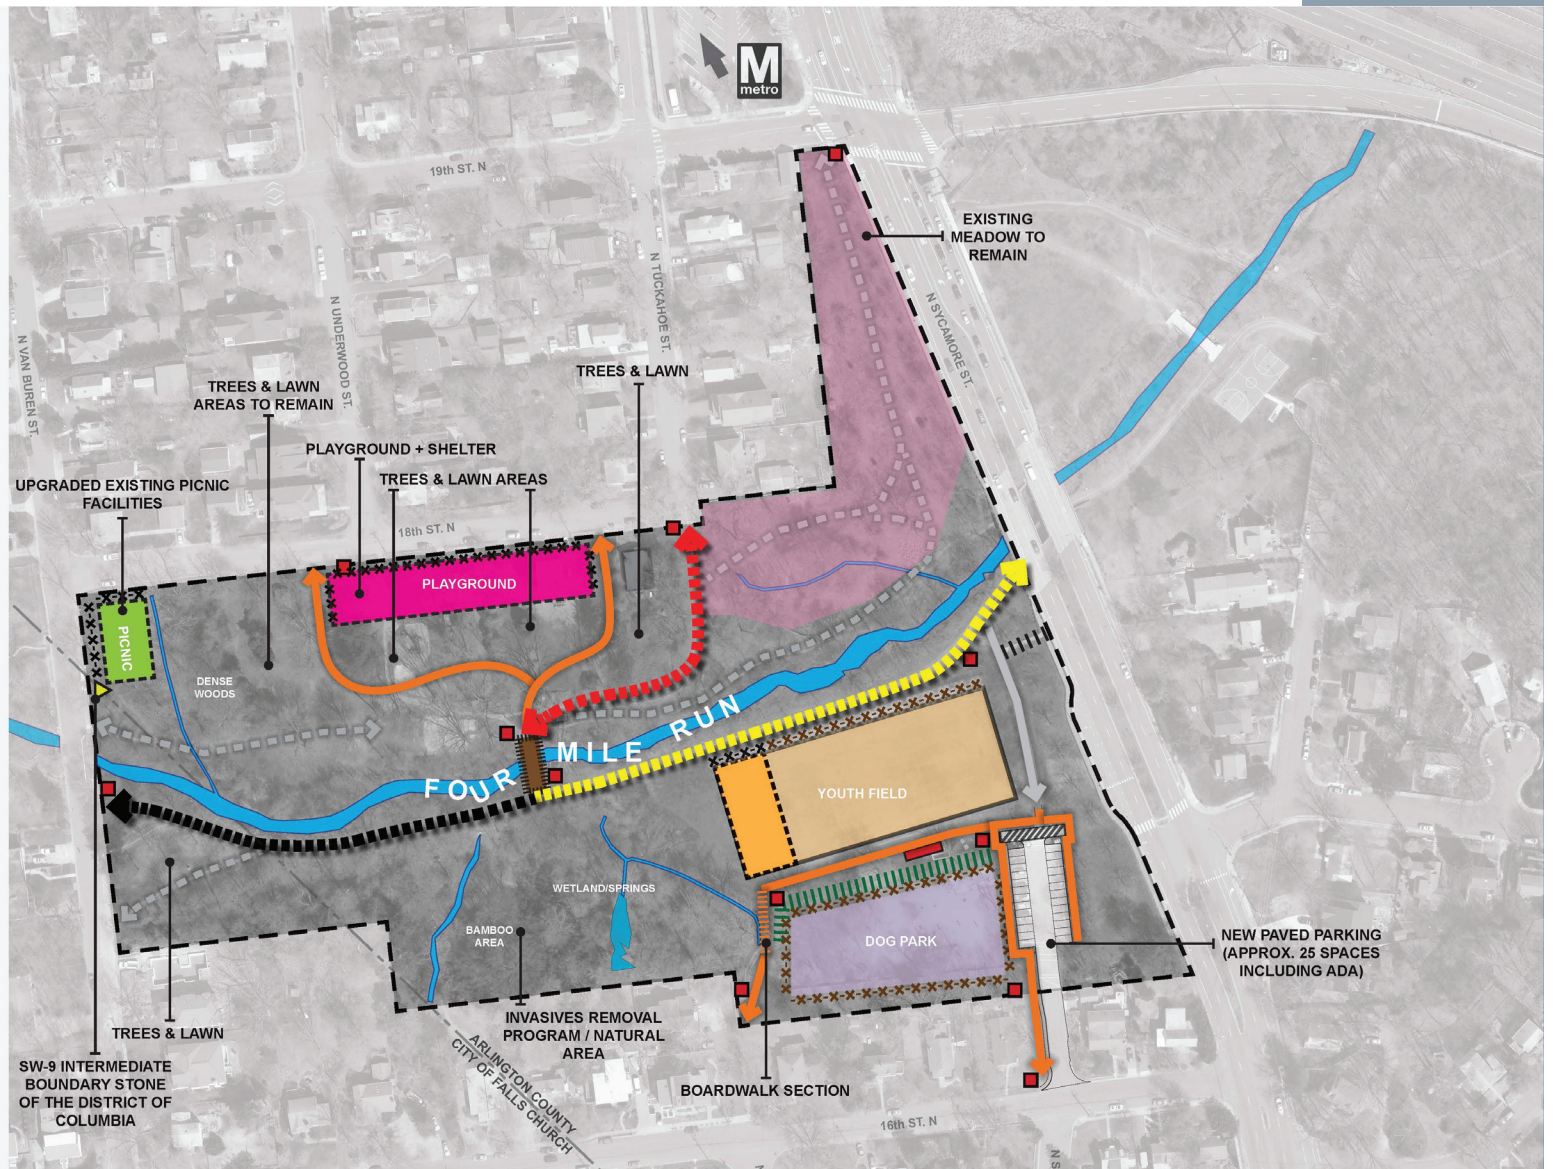 M
metro
19th ST. N
EXISTING
MEADOW TO
REMAIN
N TUCKAHOE ST.
N SYCAMORE ST.
N UNDERWOOD ST.
N VAN BUREN ST.
TREES & LAWN
TREES & LAWN
AREAS TO REMAIN
PLAYGROUND + SHELTER
TREES & LAWN AREAS
UPGRADED EXISTING PICNIC
FACILITIES
18th ST. N
PLAYGROUND
PICNIC
DENSE
WOODS
FOUR MILE RUN
YOUTH FIELD
WETLAND/SPRINGS
BAMBOO
AREA
DOG PARK
NEW PAVED PARKING
(APPROX. 25 SPACES
INCLUDING ADA)
TREES & LAWN
INVASIVES REMOVAL
PROGRAM / NATURAL
AREA
ARLINGTON COUNTY
CITY OF FALLS CHURCH
BOARDWALK SECTION
SW-9 INTERMEDIATE
BOUNDARY STONE
OF THE DISTRICT OF
COLUMBIA
16th ST. N